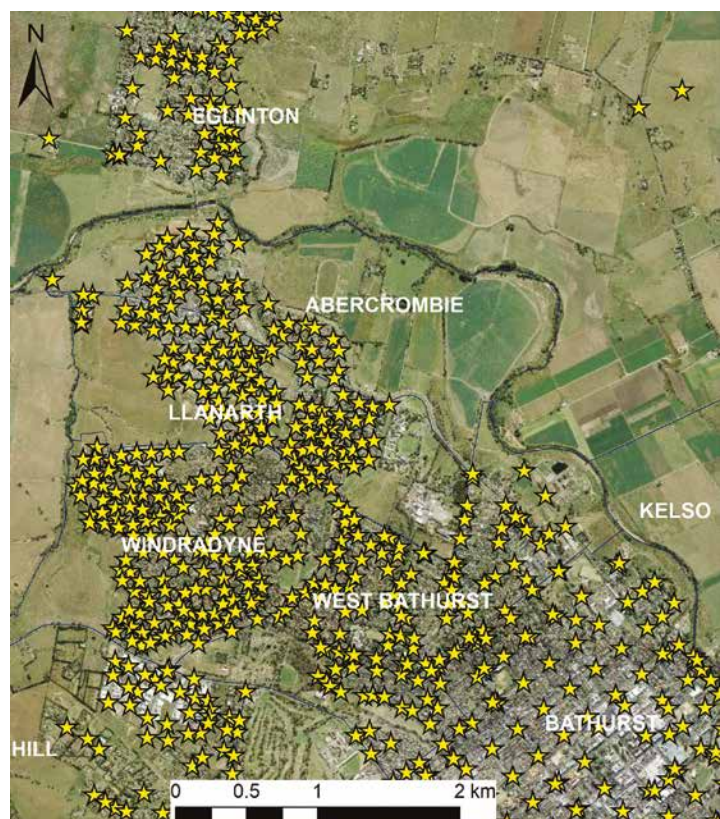 N
EGLINTON
ABERCROMBIE
LLANARTH
KELSO
WINDRADYNE
WEST BATHURST
BATHURST
HILL
0 0.5 1 2 km